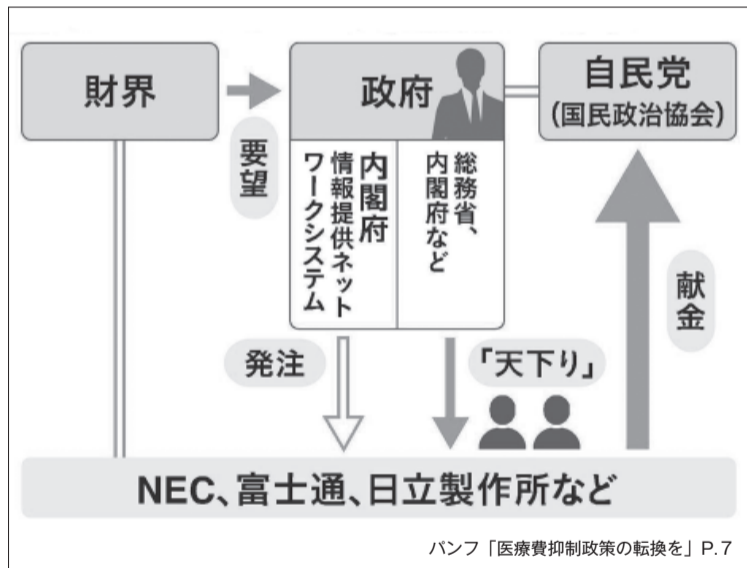 財界
要望
政府
内閣府
情報提供ネット
ワークシステム
総務省、
内閣府など
自民党
(国民政治協会)
発注
「天下り」
献金
NEC、富士通、日立製作所など
パンフ「医療費抑制政策の転換を」P.7